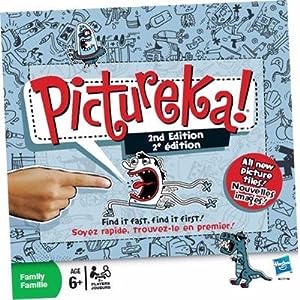 Pictureka!
2nd Edition
2e édition
All new
picture
tiles!
Nouvelles
images!
Find it fast, find it first!
Soyez rapide, trouvez-le en premier!
Family
Famille
AGE
6+
PLAYERS
JOUEURS
Hasbro